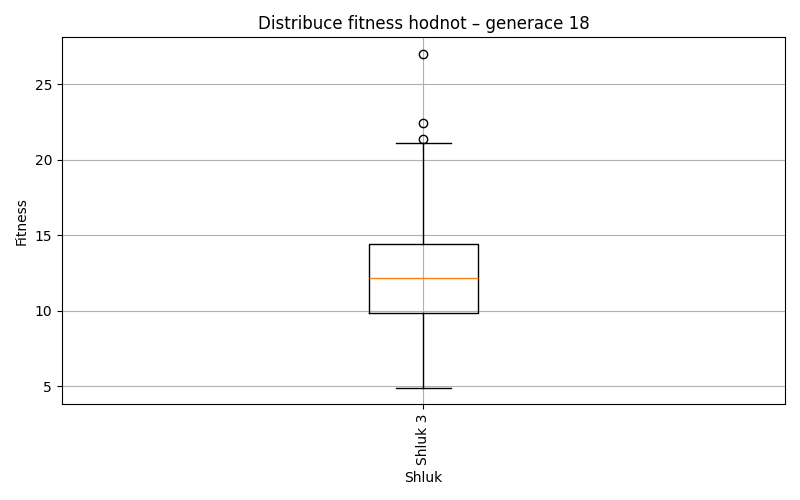 Distribuce fitness hodnot – generace 18
Fitness
25
20
15
10
5
Shluk 3
Shluk